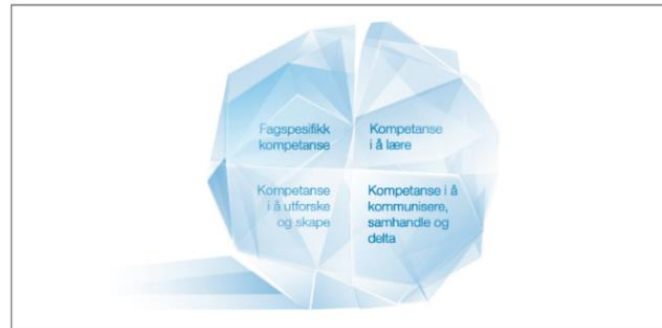 Fagspesifikk
kompetanse
Kompetanse
i å lære
Kompetanse
i å utforske
og skape
Kompetanse i å
kommunisere,
samhandle og
delta